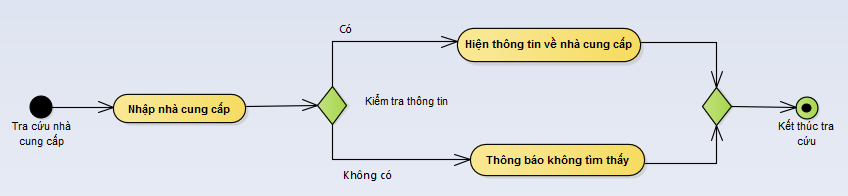 Tra cứu nhà
cung cấp
Nhập nhà cung cấp
Có
Kiểm tra thông tin
Không có
Hiện thông tin về nhà cung cấp
Thông báo không tìm thấy
Kết thúc tra
cứu